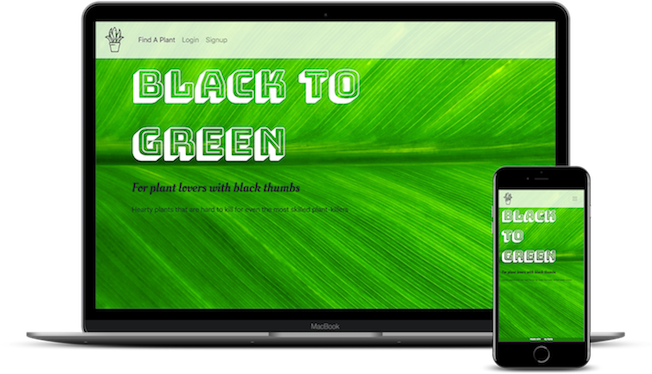 Find A Plant Login Signup
BLACK TO
GREEN
For plant lovers with black thumbs
Hearty plants that are hard to kill for even the most skilled plant-killers
MacBook
BLACK
TO
GREEN
For plant lovers with black thumbs